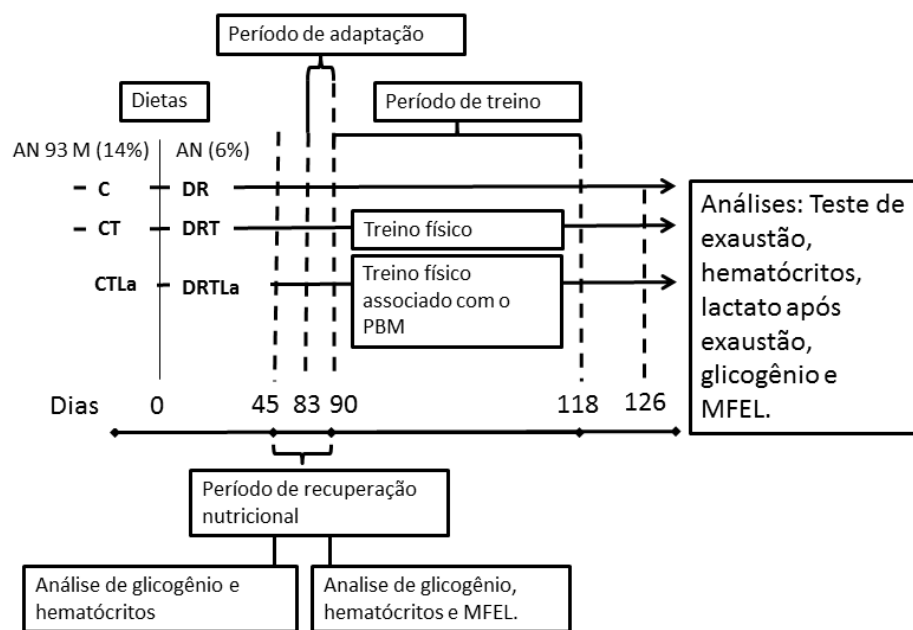 Período de adaptação
Dietas
Período de treino
AN 93 M (14%)
AN (6%)
C
DR
CT
DRT
Treino físico
CTLa
DRTLa
Treino físico
associado com o
PBM
Análises: Teste de
exaustão,
hematócritos,
lactato após
exaustão,
glicogênio e
MFEL.
Dias
0
45
83
90
118
126
Período de recuperação
nutricional
Análise de glicogênio e
hematócritos
Analise de glicogênio,
hematócritos e MFEL.